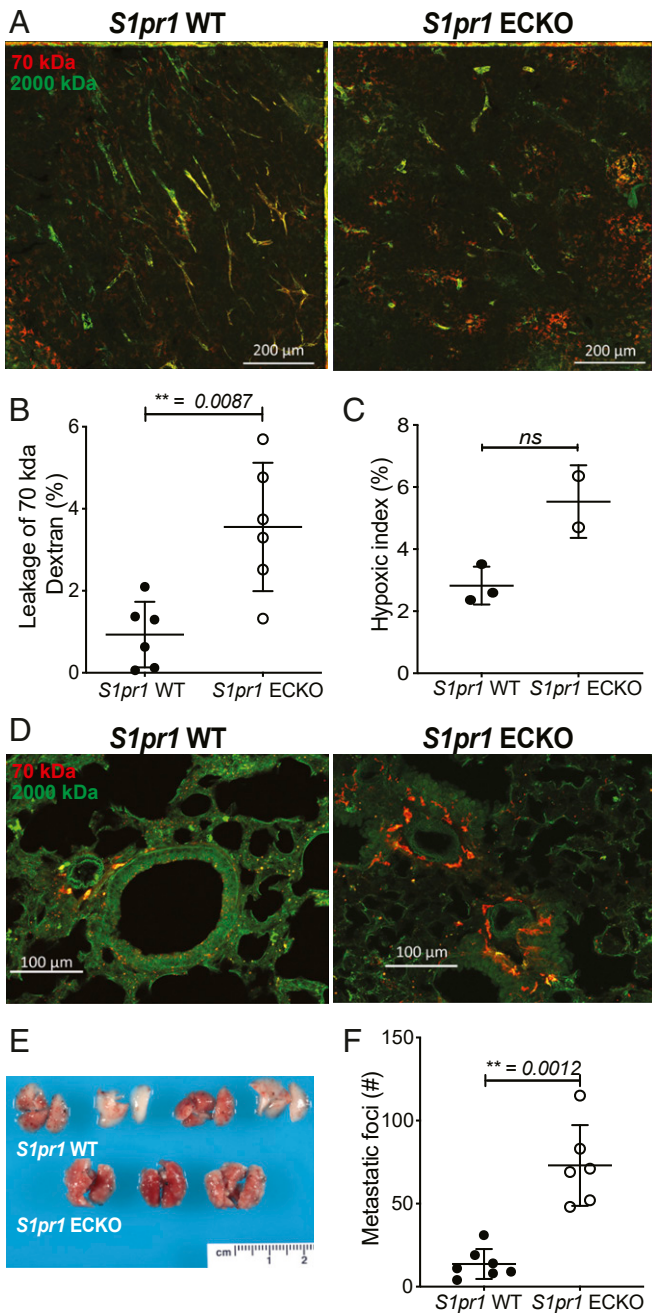 A
S1pr1 WT
S1pr1 ECKO
70 kDa
2000 kDa
200 µm
200 µm
B
** = 0.0087
Leakage of 70 kda
Dextran (%)
6
4
2
0
S1pr1 WT
S1pr1 ECKO
C
ns
Hypoxic index (%)
8
6
4
2
0
S1pr1 WT
S1pr1 ECKO
D
S1pr1 WT
S1pr1 ECKO
70 kDa
2000 kDa
100 µm
100 µm
E
S1pr1 WT
S1pr1 ECKO
cm 1 2
F
** = 0.0012
Metastatic foci (#)
150
100
50
0
S1pr1 WT
S1pr1 ECKO